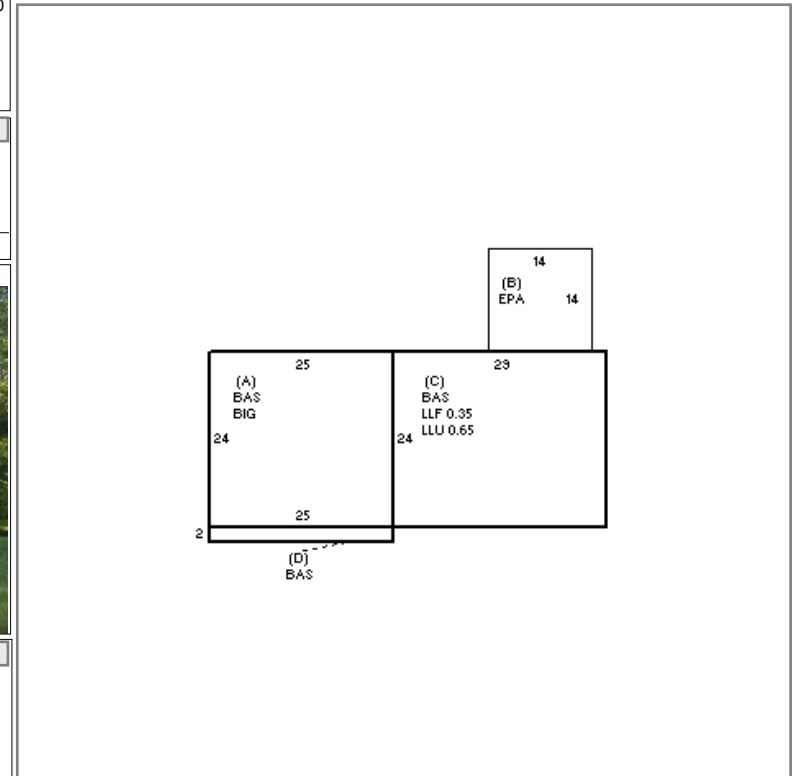 14
(B)
EPA 14
25
29
(A)
BAS
BIG
(C)
BAS
LLF 0.35
LLU 0.65
24
24
25
2
(D)
BAS